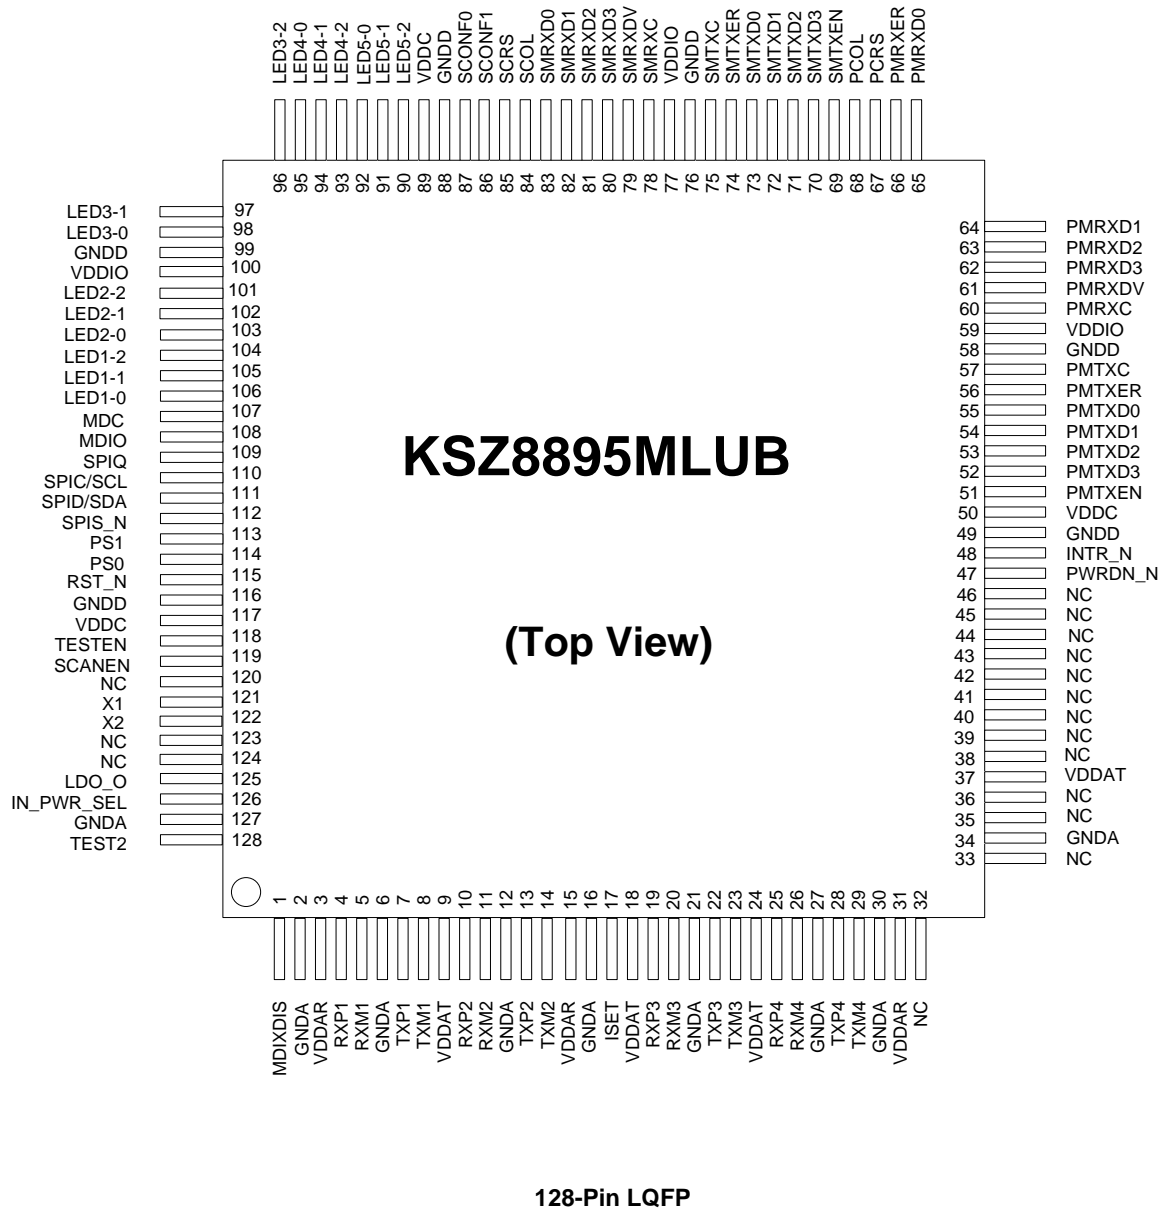 LED3-2
LED4-0
LED4-1
LED4-2
LED5-0
LED5-1
LED5-2
VDDC
GNDD
SCONF0
SCONF1
SCRS
SCOL
SMRXD0
SMRXD1
SMRXD2
SMRXD3
SMRXDV
SMRXC
VDDIO
GNDD
SMTXC
SMTXER
SMTXD0
SMTXD1
SMTXD2
SMTXD3
SMTXEN
PCOL
PCRS
PMRXER
PMRXD0
96
95
94
93
92
91
90
89
88
87
86
85
84
83
82
81
80
79
78
77
76
75
74
73
72
71
70
69
68
67
66
65
LED3-1 97
LED3-0 98
GNDD 99
VDDIO 100
LED2-2 101
LED2-1 102
LED2-0 103
LED1-2 104
LED1-1 105
LED1-0 106
MDC 107
MDIO 108
SPIQ 109
SPIC/SCL 110
SPID/SDA 111
SPIS_N 112
PS1 113
PS0 114
RST_N 115
GNDD 116
VDDC 117
TESTEN 118
SCANEN 119
NC 120
X1 121
X2 122
NC 123
NC 124
LDO_O 125
IN_PWR_SEL 126
GNDA 127
TEST2 128
KSZ8895MLUB
(Top View)
64 PMRXD1
63 PMRXD2
62 PMRXD3
61 PMRXDV
60 PMRXC
59 VDDIO
58 GNDD
57 PMTXC
56 PMTXER
55 PMTXD0
54 PMTXD1
53 PMTXD2
52 PMTXD3
51 PMTXEN
50 VDDC
49 GNDD
48 INTR_N
47 PWRDN_N
46 NC
45 NC
44 NC
43 NC
42 NC
41 NC
40 NC
39 NC
38 NC
37 VDDAT
36 NC
35 NC
34 GNDA
33 NC
1
2
3
4
5
6
7
8
9
10
11
12
13
14
15
16
17
18
19
20
21
22
23
24
25
26
27
28
29
30
31
32
MDIXDIS
GNDA
VDDAR
RXP1
RXM1
GNDA
TXP1
TXM1
VDDAT
RXP2
RXM2
GNDA
TXP2
TXM2
VDDAR
GNDA
ISET
VDDAT
RXP3
RXM3
GNDA
TXP3
TXM3
VDDAT
RXP4
RXM4
GNDA
TXP4
TXM4
GNDA
VDDAR
NC
128-Pin LQFP